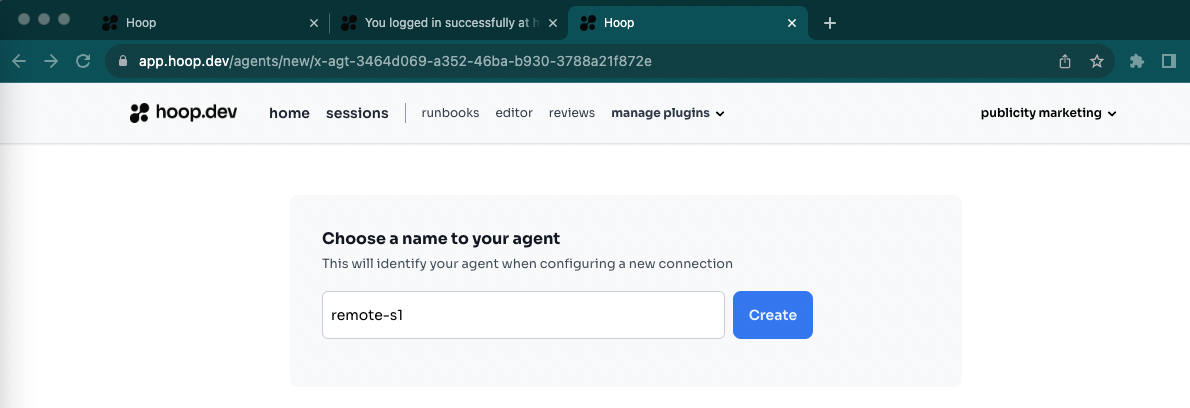 Hoop
You logged in successfully at h
Hoop
app.hoop.dev/agents/new/x-agt-3464d069-a352-46ba-b930-3788a21f872e
hoop.dev home sessions runbooks editor reviews manage plugins publicity marketing
Choose a name to your agent
This will identify your agent when configuring a new connection
remote-s1
Create